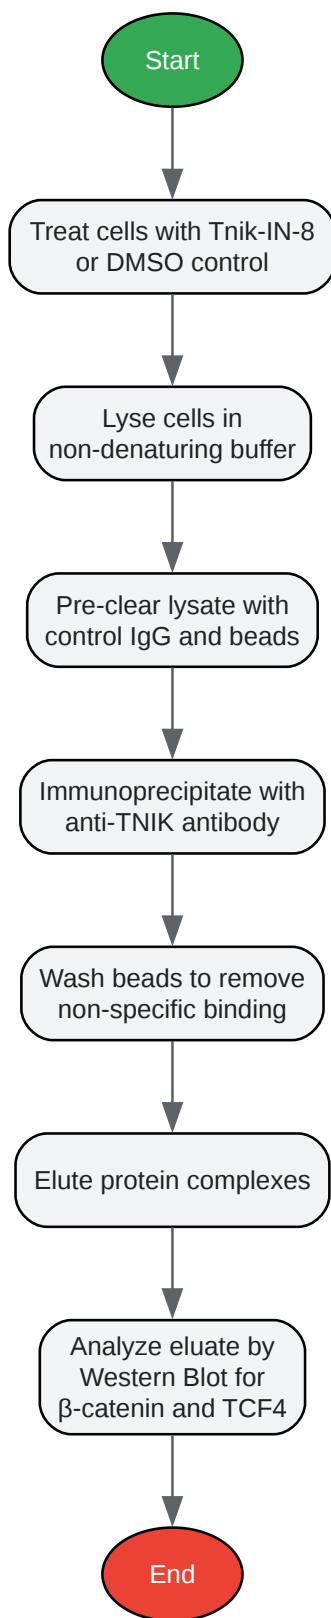 Start
Treat cells with Tnik-IN-8
or DMSO control
Lyse cells in
non-denaturing buffer
Pre-clear lysate with
control IgG and beads
Immunoprecipitate with
anti-TNIK antibody
Wash beads to remove
non-specific binding
Elute protein complexes
Analyze eluate by
Western Blot for
β-catenin and TCF4
End